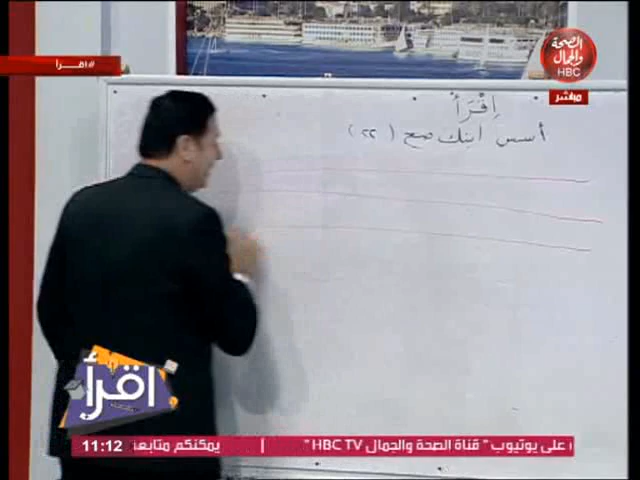 الصحة
والجمال
HBC
مباشر
#اقرأ
اِقْرَأ
أسس ابنك صح (٢٢)
اقرأ
11:12
يمكنكم متابعة
على يوتيوب " قناة الصحة والجمال HBC TV"